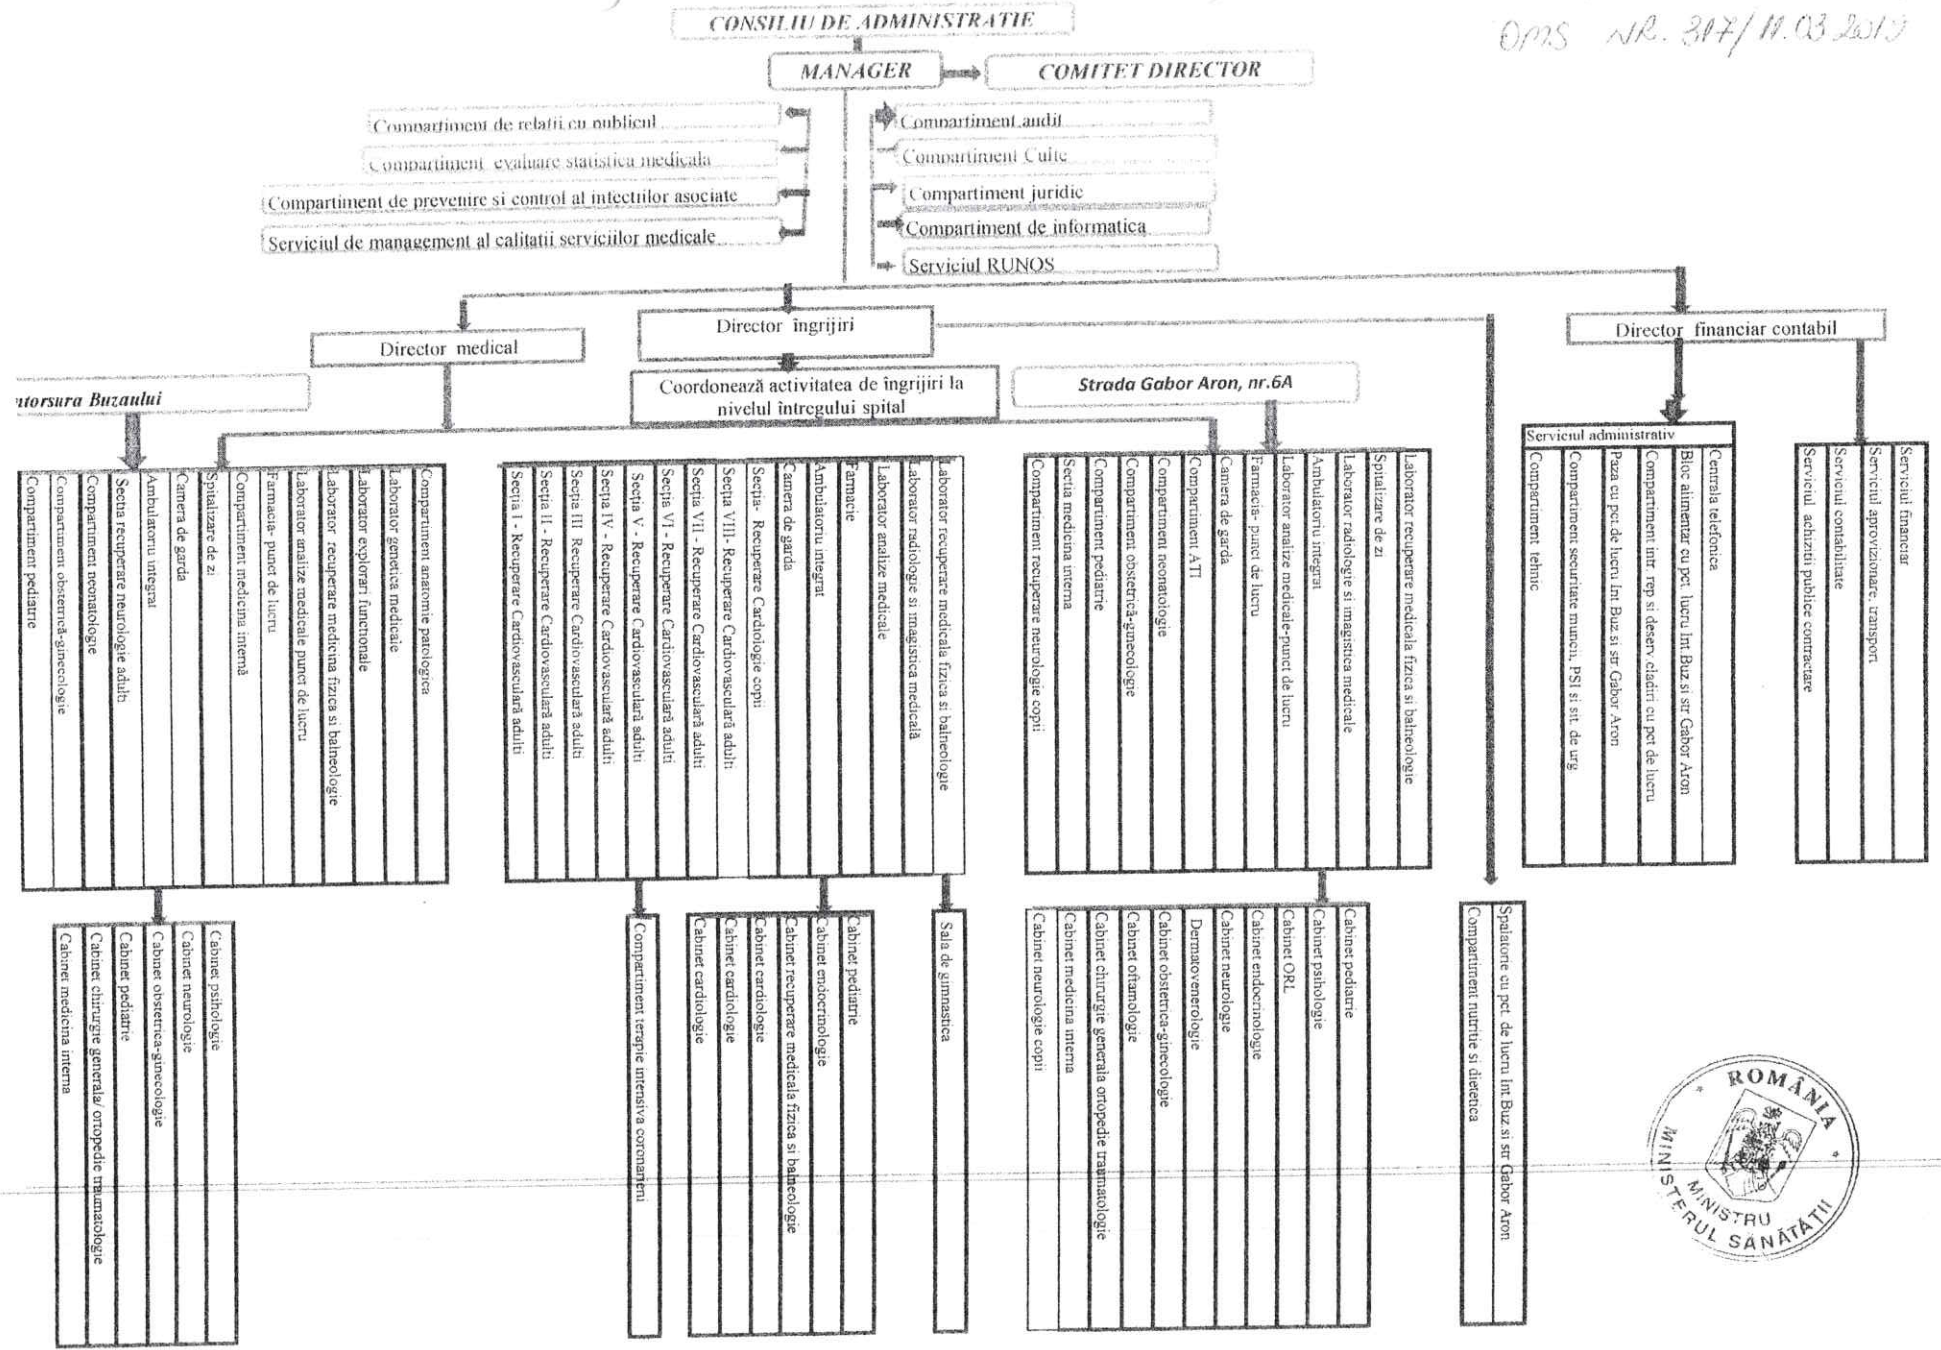 CONSILIU DE ADMINISTRATIE
OMS NR. 317/11.03 2019
MANAGER
COMITET DIRECTOR
Compartiment de relatii cu publicul
Compartiment evaluare statistica medicala
Compartiment de prevenire si control al infectiilor asociate
Serviciul de management al calitatii serviciilor medicale
Compartiment audit
Compartiment Culte
Compartiment juridic
Compartiment de informatica
Serviciul RUNOS
Director medical
Director îngrijiri
Director financiar contabil
Coordonează activitatea de îngrijiri la
nivelul întregului spital
Strada Gabor Aron, nr.6A
ntorsura Buzaului
Compartiment pediatrie
Compartiment obstetrică-ginecologie
Compartiment neonatologie
Sectia recuperare neurologie adulti
Ambulatoriu integrat
Camera de garda
Spitalizare de zi
Compartiment medicina internă
Farmacia- punct de lucru
Laborator analize medicale punct de lucru
Laborator recuperare medicina fizica si balneologie
Laborator explorari functionale
Laborator genetica medicale
Compartiment anatomie patologica
Secția I - Recuperare Cardiovasculară adulti
Secția II - Recuperare Cardiovasculară adulti
Secția III Recuperare Cardiovasculară adulti
Secția IV - Recuperare Cardiovasculară adulti
Secția V - Recuperare Cardiovasculară adulti
Secția VI - Recuperare Cardiovasculară adulti
Secția VII - Recuperare Cardiovasculară adulti
Secția VIII- Recuperare Cardiovasculară adulti
Secția- Recuperare Cardiologie copii
Camera de garda
Ambulatoriu integrat
Farmacie
Laborator analize medicale
Laborator radiologie si imagistica medicală
Laborator recuperare medicala fizica si balneologie
Compartiment recuperare neurologie copii
Sectia medicina interna
Compartiment pediatrie
Compartiment obstetrică-ginecologie
Compartiment neonatologie
Compartiment ATI
Camera de garda
Farmacia- punct de lucru
Laborator analize medicale-punct de lucru
Ambulatoriu integrat
Laborator radiologie si imagistica medicale
Spitalizare de zi
Laborator recuperare medicala fizica si balneologie
Serviciul administrativ
Compartiment tehnic
Compartiment securitate muncii, PSI si sit. de urg
Paza cu pct.de lucru Int.Buz.si str.Gabor Aron
Compartiment intr. rep si deserv.cladiri cu pct de lucru
Bloc alimentar cu pct. lucru Int.Buz.si str Gabor Aron
Centrala telefonica
Serviciul achizitii publice contractare
Serviciul contabilitate
Serviciul aprovizionare, transport
Serviciul financiar
Cabinet medicina interna
Cabinet chirurgie generala/ ortopedie traumatologie
Cabinet pediatrie
Cabinet obstetrica-ginecologie
Cabinet neurologie
Cabinet psihologie
Compartiment terapie intensiva coronarieni
Cabinet cardiologie
Cabinet cardiologie
Cabinet cardiologie
Cabinet recuperare medicala fizica si balneologie
Cabinet endocrinologie
Cabinet pediatrie
Sala de gimnastica
Cabinet neurologie copii
Cabinet medicina interna
Cabinet chirurgie generala ortopedie traumatologie
Cabinet oftamologie
Cabinet obstetrica-ginecologie
Dermatovenerologie
Cabinet neurologie
Cabinet endocrinologie
Cabinet ORL
Cabinet psihologie
Cabinet pediatrie
Compartiment nutritie si dietetica
Spalatorie cu pct. de lucru Int.Buz.si str Gabor Aron
ROMÂNIA
MINISTERUL SĂNĂTĂȚII
MINISTRU